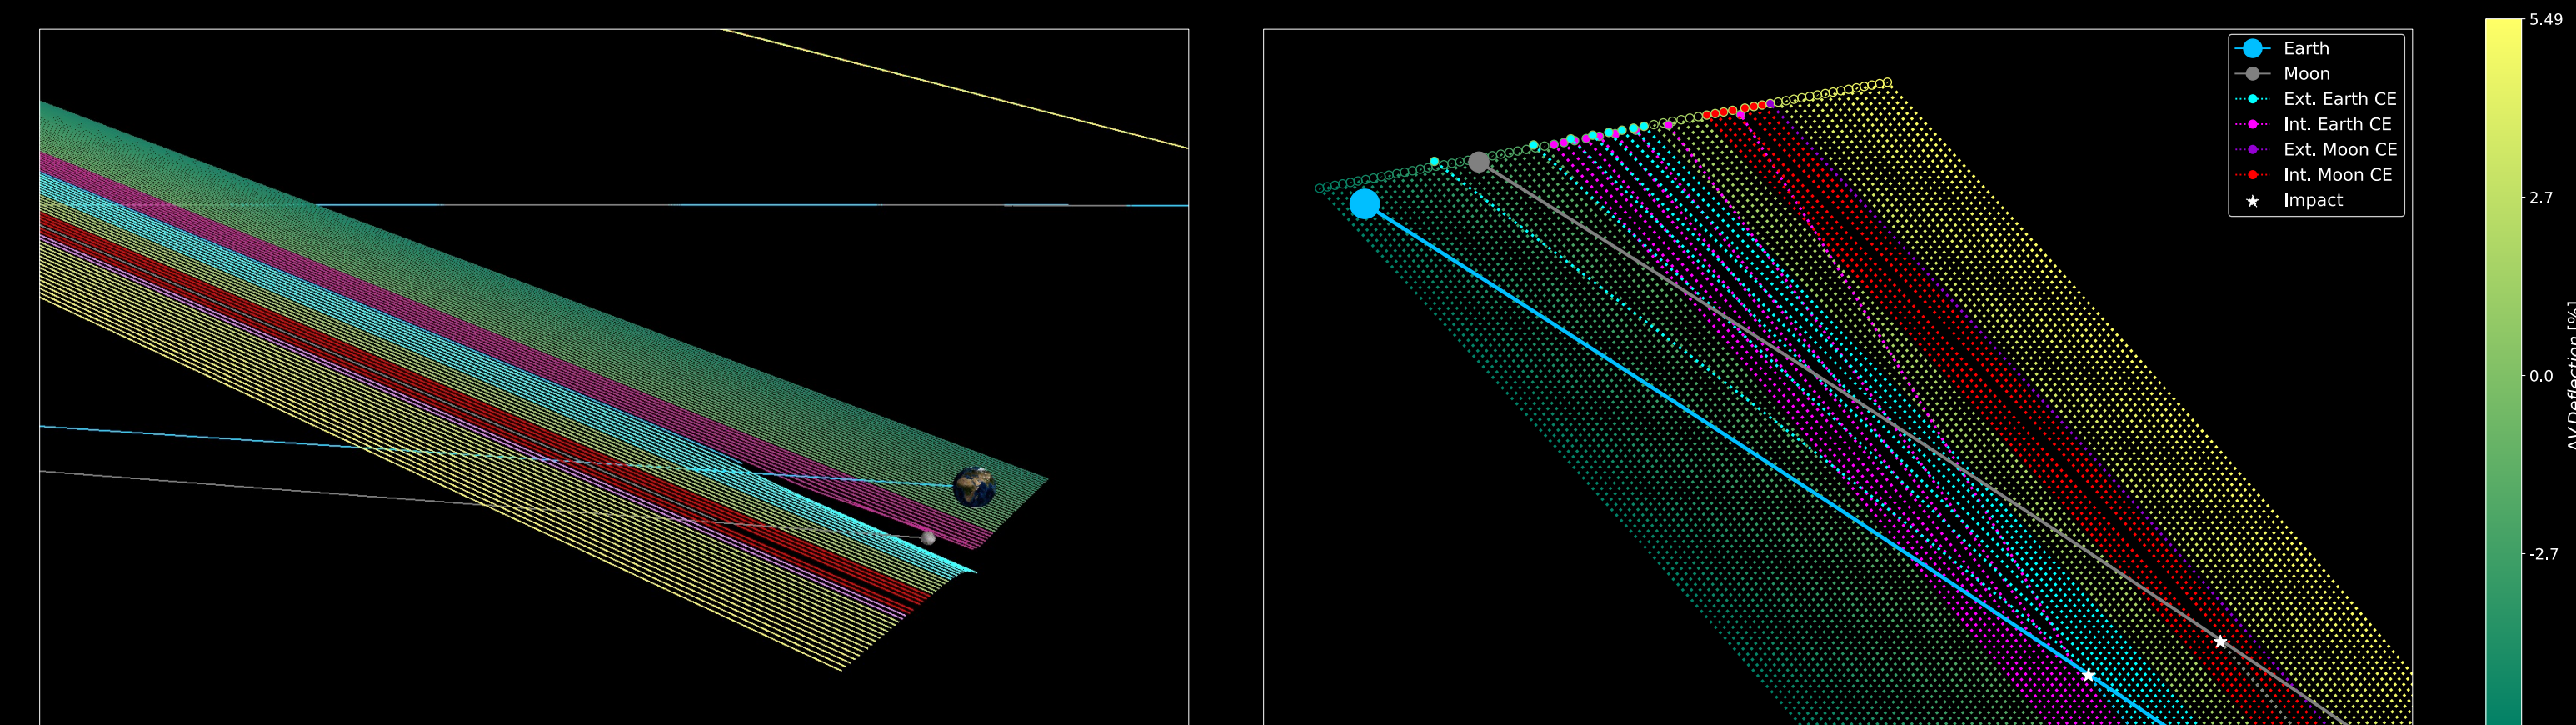 Earth
Moon
Ext. Earth CE
Int. Earth CE
Ext. Moon CE
Int. Moon CE
Impact
5.49
2.7
0.0
-2.7
Deflection [%]